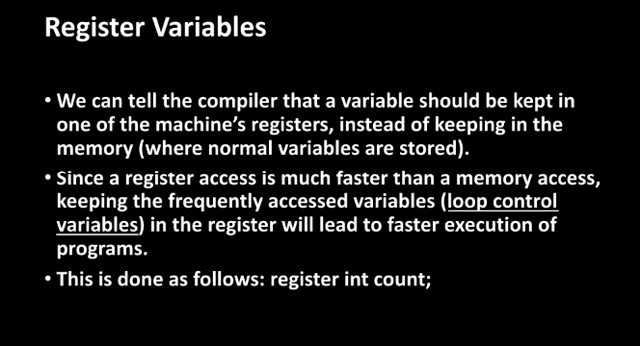 Register Variables
• We can tell the compiler that a variable should be kept in
one of the machine's registers, instead of keeping in the
memory (where normal variables are stored).
• Since a register access is much faster than a memory access,
keeping the frequently accessed variables (loop control
variables) in the register will lead to faster execution of
programs.
• This is done as follows: register int count;